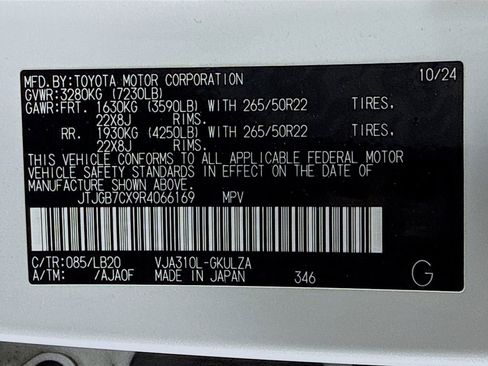 MFD. BY: TOYOTA MOTOR CORPORATION 10/24
GVWR: 3280KG (7230LB)
GAWR: FRT. 1630KG (3590LB) WITH 265/50R22 TIRES.
22X8J RIMS.
RR. 1930KG (4250LB) WITH 265/50R22 TIRES.
22X8J RIMS.
THIS VEHICLE CONFORMS TO ALL APPLICABLE FEDERAL MOTOR
VEHICLE SAFETY STANDARDS IN EFFECT ON THE DATE OF
MANUFACTURE SHOWN ABOVE.
JTJGB7CX9R4066169 MPV
C/TR: 085/LB20 VJA310L-GKULZA
A/TM: /AJA0F MADE IN JAPAN 346 G